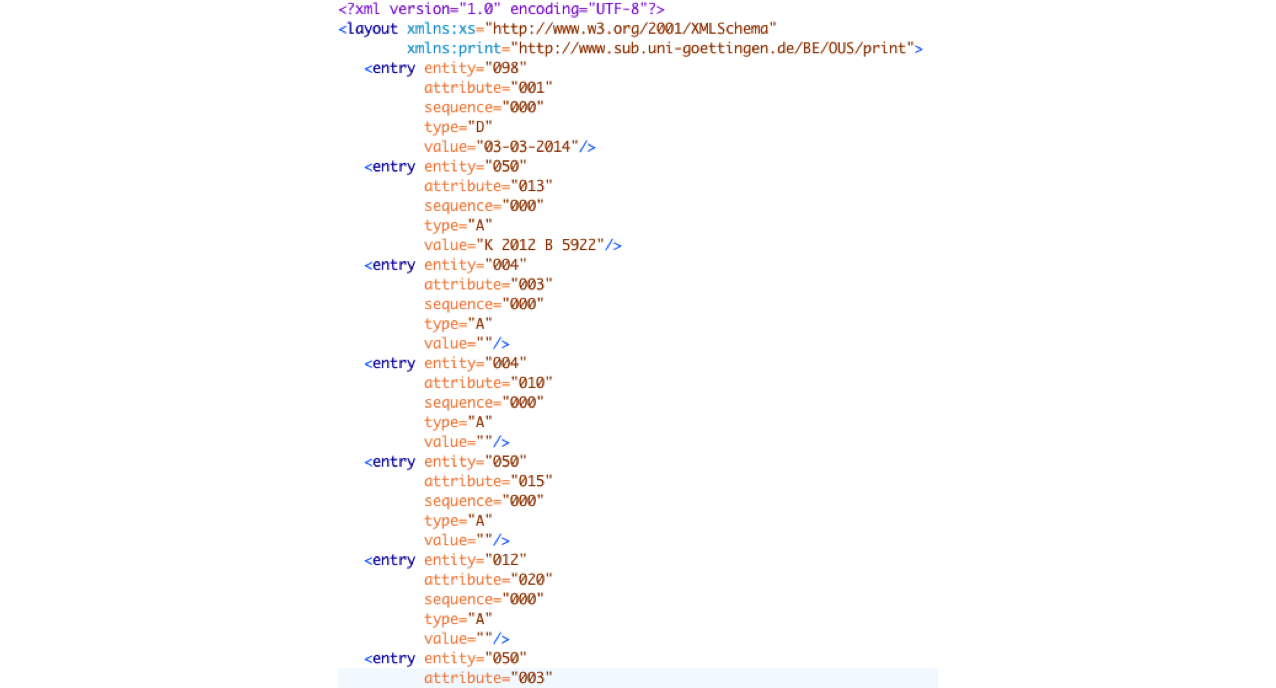 <?xml version="1.0" encoding="UTF-8"?>
<layout xmlns:xs="http://www.w3.org/2001/XMLSchema"
xmlns:print="http://www.sub.uni-goettingen.de/BE/OUS/print">
<entry entity="098"
attribute="001"
sequence="000"
type="D"
value="03-03-2014"/>
<entry entity="050"
attribute="013"
sequence="000"
type="A"
value="K 2012 B 5922"/>
<entry entity="004"
attribute="003"
sequence="000"
type="A"
value=""/>
<entry entity="004"
attribute="010"
sequence="000"
type="A"
value=""/>
<entry entity="050"
attribute="015"
sequence="000"
type="A"
value=""/>
<entry entity="012"
attribute="020"
sequence="000"
type="A"
value=""/>
<entry entity="050"
attribute="003"